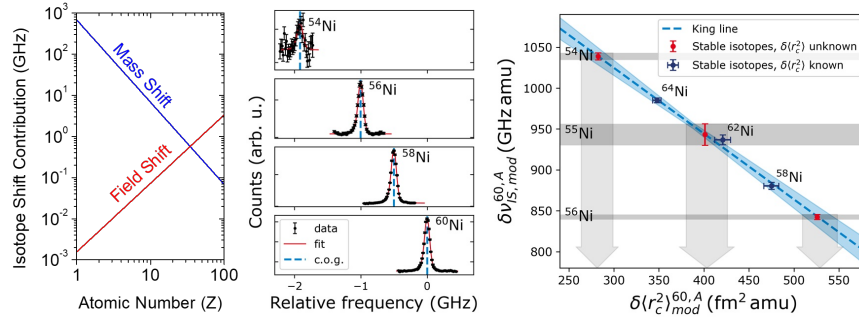 Isotope Shift Contribution (GHz)
10³
10²
10¹
10⁰
10⁻¹
10⁻²
10⁻³
1
10
100
Atomic Number (Z)
Mass Shift
Field Shift
Counts (arb. u.)
⁵⁴Ni
⁵⁶Ni
⁵⁸Ni
⁶⁰Ni
data
fit
c.o.g.
−2
−1
0
Relative frequency (GHz)
δν^{60,A}_{IS,mod} (GHz amu)
1050
1000
950
900
850
800
King line
Stable isotopes, δ⟨r_c²⟩ unknown
Stable isotopes, δ⟨r_c²⟩ known
⁵⁴Ni
⁶⁴Ni
⁵⁵Ni
⁶²Ni
⁵⁸Ni
⁵⁶Ni
250
300
350
400
450
500
550
δ⟨r_c²⟩^{60,A}_{mod} (fm² amu)